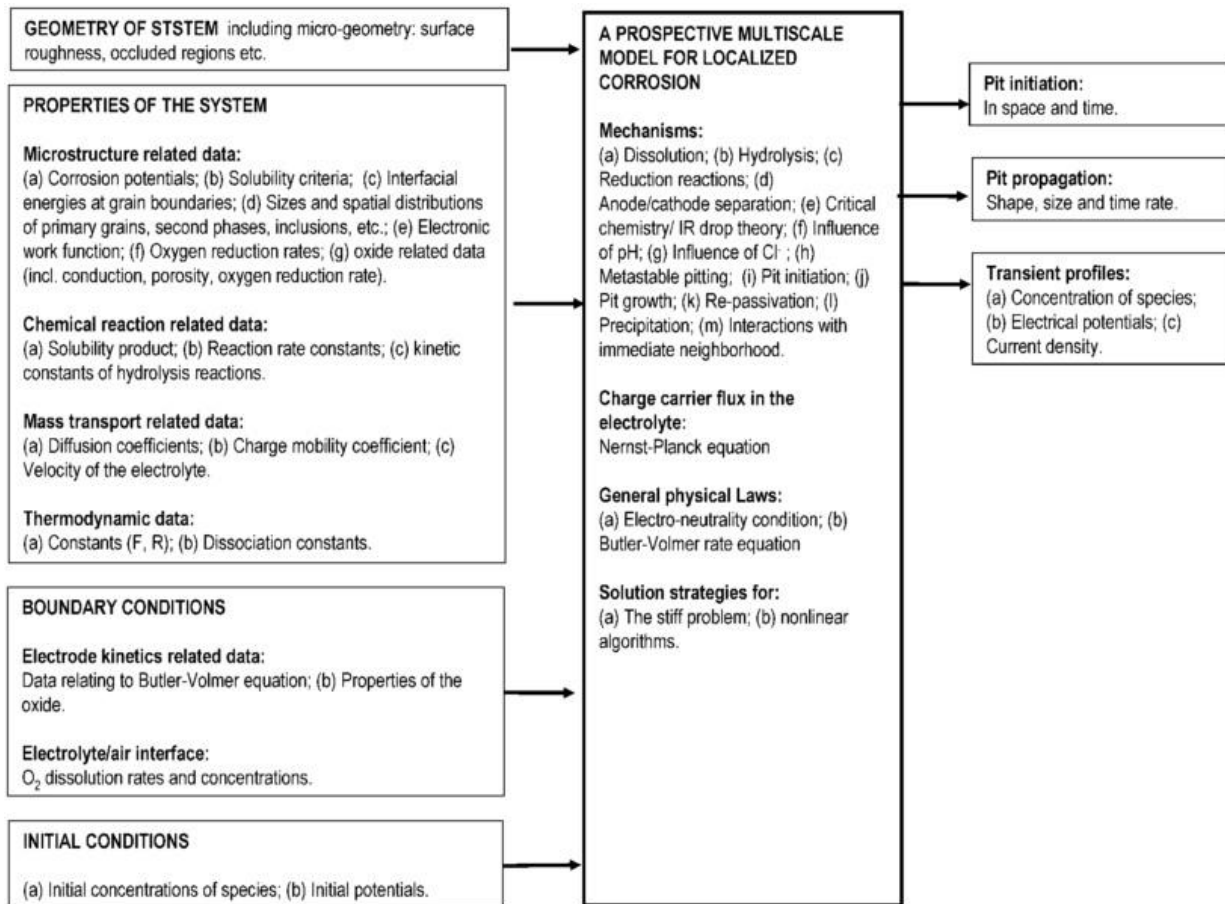 GEOMETRY OF STSTEM including micro-geometry: surface
roughness, occluded regions etc.
PROPERTIES OF THE SYSTEM
Microstructure related data:
(a) Corrosion potentials; (b) Solubility criteria; (c) Interfacial
energies at grain boundaries; (d) Sizes and spatial distributions
of primary grains, second phases, inclusions, etc.; (e) Electronic
work function; (f) Oxygen reduction rates; (g) oxide related data
(incl. conduction, porosity, oxygen reduction rate).
Chemical reaction related data:
(a) Solubility product; (b) Reaction rate constants; (c) kinetic
constants of hydrolysis reactions.
Mass transport related data:
(a) Diffusion coefficients; (b) Charge mobility coefficient; (c)
Velocity of the electrolyte.
Thermodynamic data:
(a) Constants (F, R); (b) Dissociation constants.
BOUNDARY CONDITIONS
Electrode kinetics related data:
Data relating to Butler-Volmer equation; (b) Properties of the
oxide.
Electrolyte/air interface:
O₂ dissolution rates and concentrations.
INITIAL CONDITIONS
(a) Initial concentrations of species; (b) Initial potentials.
A PROSPECTIVE MULTISCALE
MODEL FOR LOCALIZED
CORROSION
Mechanisms:
(a) Dissolution; (b) Hydrolysis; (c)
Reduction reactions; (d)
Anode/cathode separation; (e) Critical
chemistry/ IR drop theory; (f) Influence
of pH; (g) Influence of Cl⁻ ; (h)
Metastable pitting; (i) Pit initiation; (j)
Pit growth; (k) Re-passivation; (l)
Precipitation; (m) Interactions with
immediate neighborhood.
Charge carrier flux in the
electrolyte:
Nernst-Planck equation
General physical Laws:
(a) Electro-neutrality condition; (b)
Butler-Volmer rate equation
Solution strategies for:
(a) The stiff problem; (b) nonlinear
algorithms.
Pit initiation:
In space and time.
Pit propagation:
Shape, size and time rate.
Transient profiles:
(a) Concentration of species;
(b) Electrical potentials; (c)
Current density.